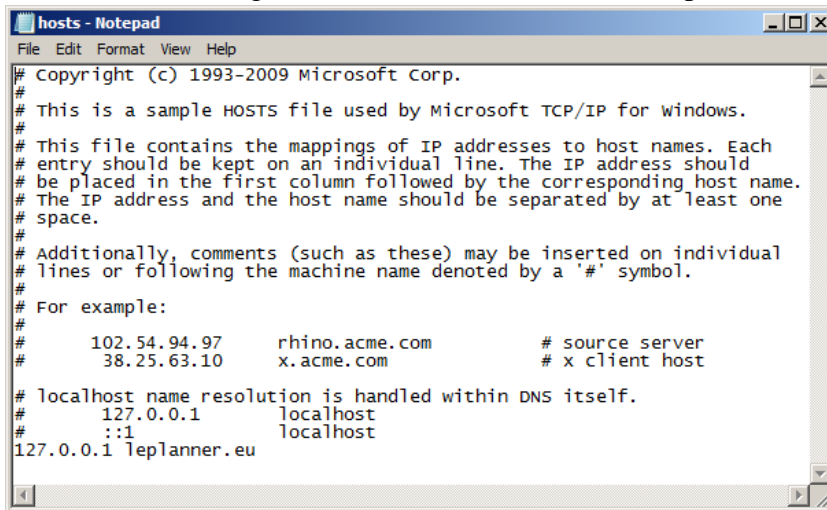 hosts - Notepad
File Edit Format View Help
# Copyright (c) 1993-2009 Microsoft Corp.
#
# This is a sample HOSTS file used by Microsoft TCP/IP for Windows.
#
# This file contains the mappings of IP addresses to host names. Each
# entry should be kept on an individual line. The IP address should
# be placed in the first column followed by the corresponding host name.
# The IP address and the host name should be separated by at least one
# space.
#
# Additionally, comments (such as these) may be inserted on individual
# lines or following the machine name denoted by a '#' symbol.
#
# For example:
#
#      102.54.94.97     rhino.acme.com          # source server
#       38.25.63.10     x.acme.com              # x client host

# localhost name resolution is handled within DNS itself.
#       127.0.0.1       localhost
#       ::1             localhost
127.0.0.1 leplanner.eu